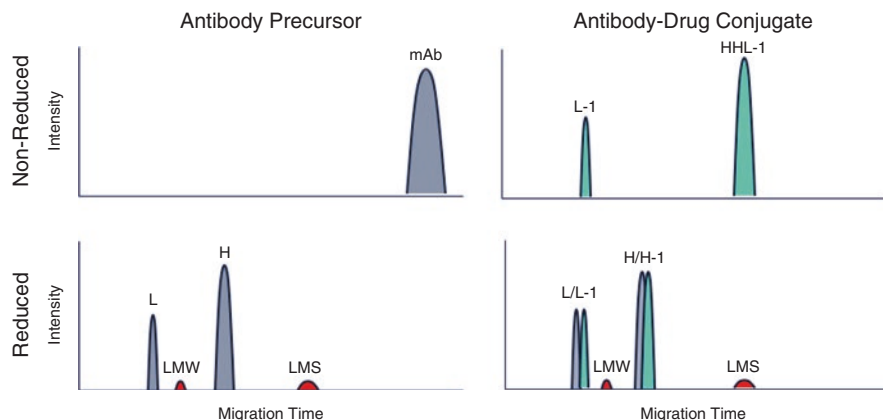 Antibody Precursor
Antibody-Drug Conjugate
Non-Reduced
Intensity
mAb
L-1
HHL-1
Reduced
Intensity
L
LMW
H
LMS
L/L-1
LMW
H/H-1
LMS
Migration Time
Migration Time